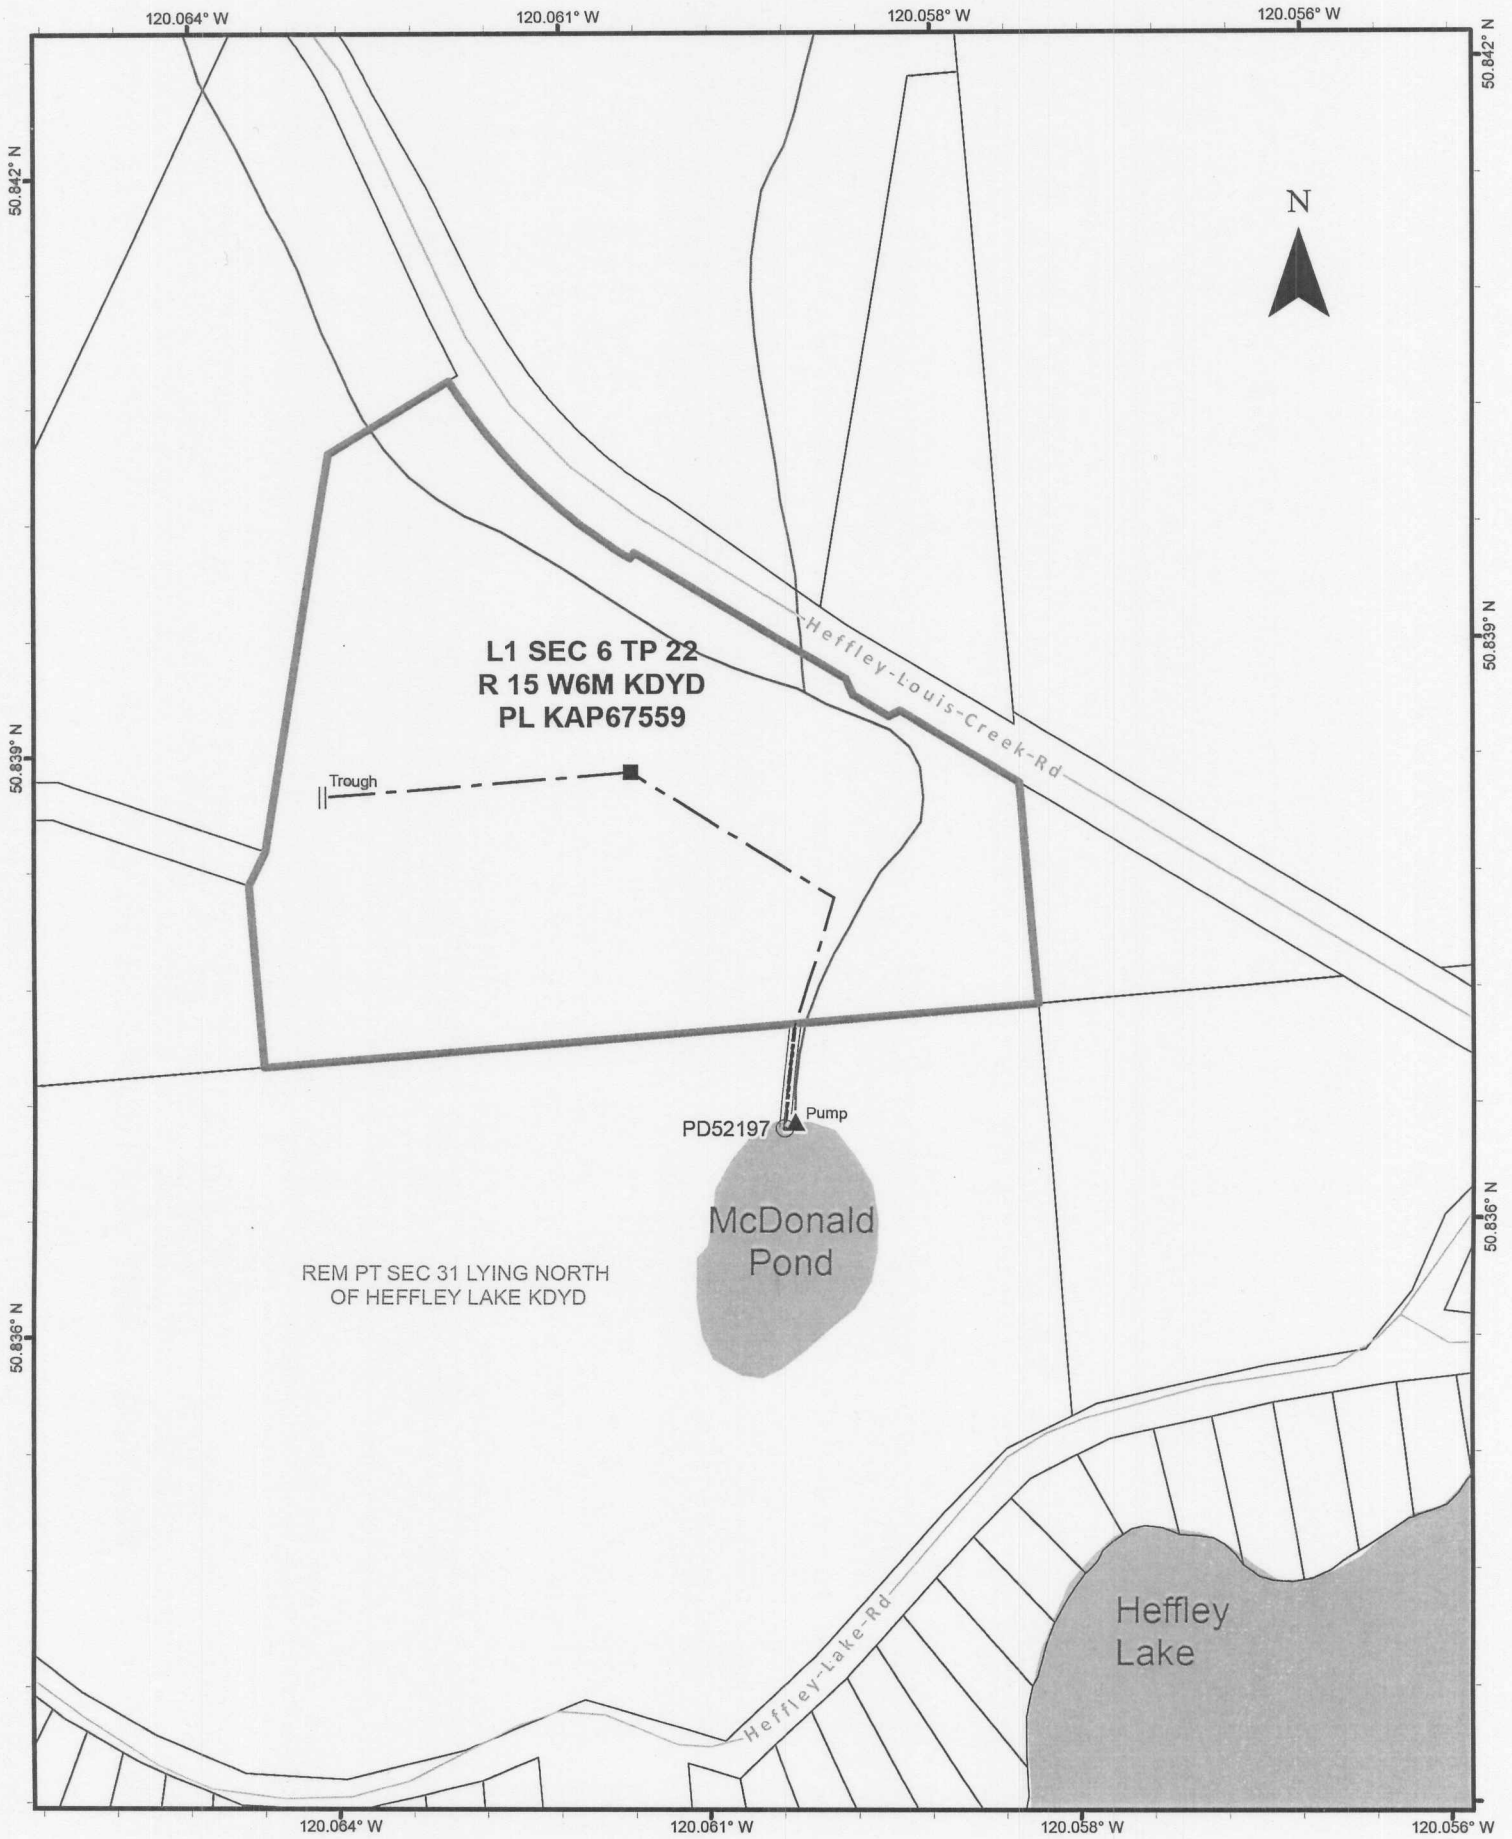 120.064° W
120.061° W
120.058° W
120.056° W
50.842° N
50.842° N
N
Heffley-Louis-Creek-Rd
50.839° N
L1 SEC 6 TP 22
R 15 W6M KDYD
PL KAP67559
50.839° N
Trough
Pump
PD52197
McDonald
Pond
50.836° N
REM PT SEC 31 LYING NORTH
OF HEFFLEY LAKE KDYD
50.836° N
Heffley
Lake
Heffley-Lake-Rd
120.064° W
120.061° W
120.058° W
120.056° W